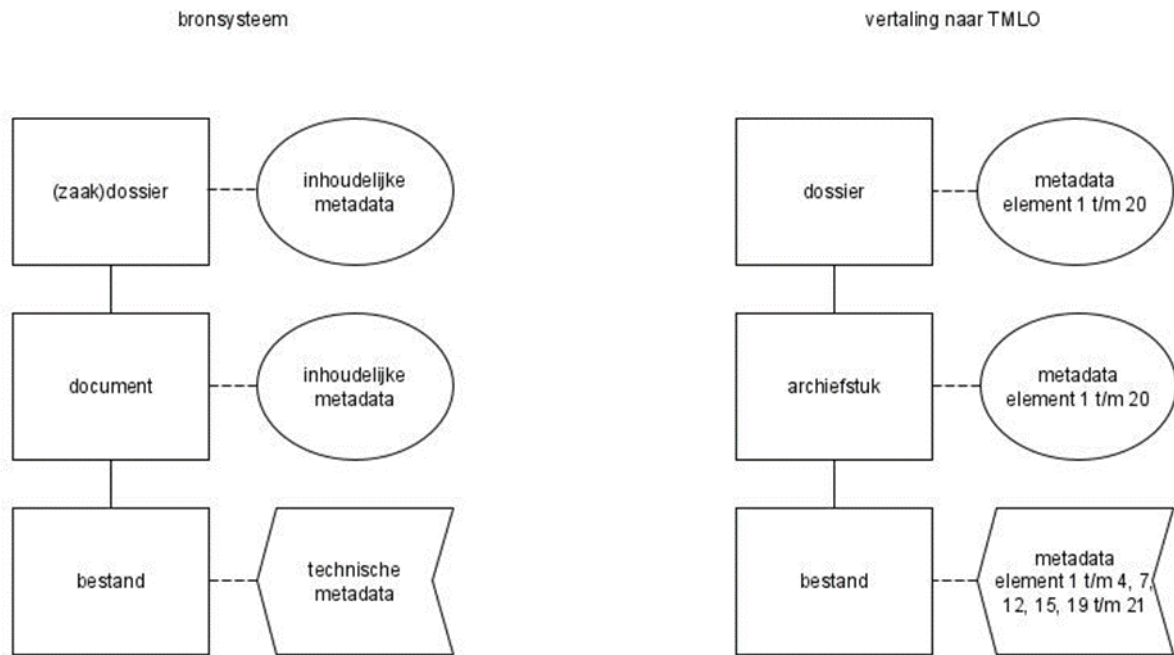 bronsysteem
vertaling naar TMLO
(zaak)dossier
inhoudelijke
metadata
dossier
metadata
element 1 t/m 20
document
inhoudelijke
metadata
archiefstuk
metadata
element 1 t/m 20
bestand
technische
metadata
bestand
metadata
element 1 t/m 4, 7,
12, 15, 19 t/m 21